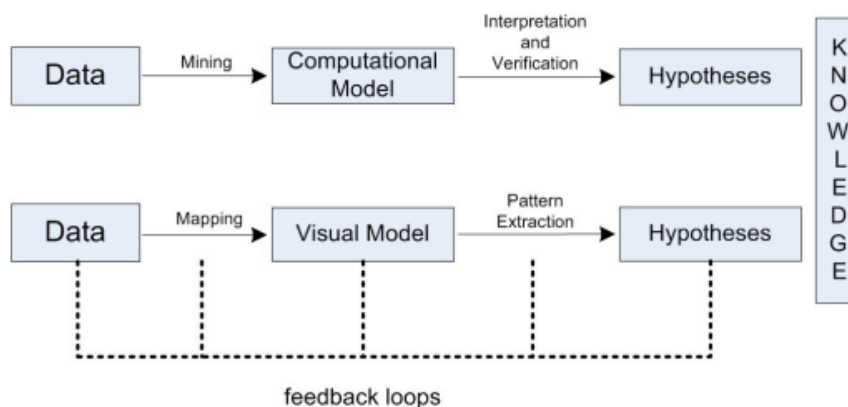 Data
Mining
Computational
Model
Interpretation
and
Verification
Hypotheses
Data
Mapping
Visual Model
Pattern
Extraction
Hypotheses
K
N
O
W
L
E
D
G
E
feedback loops